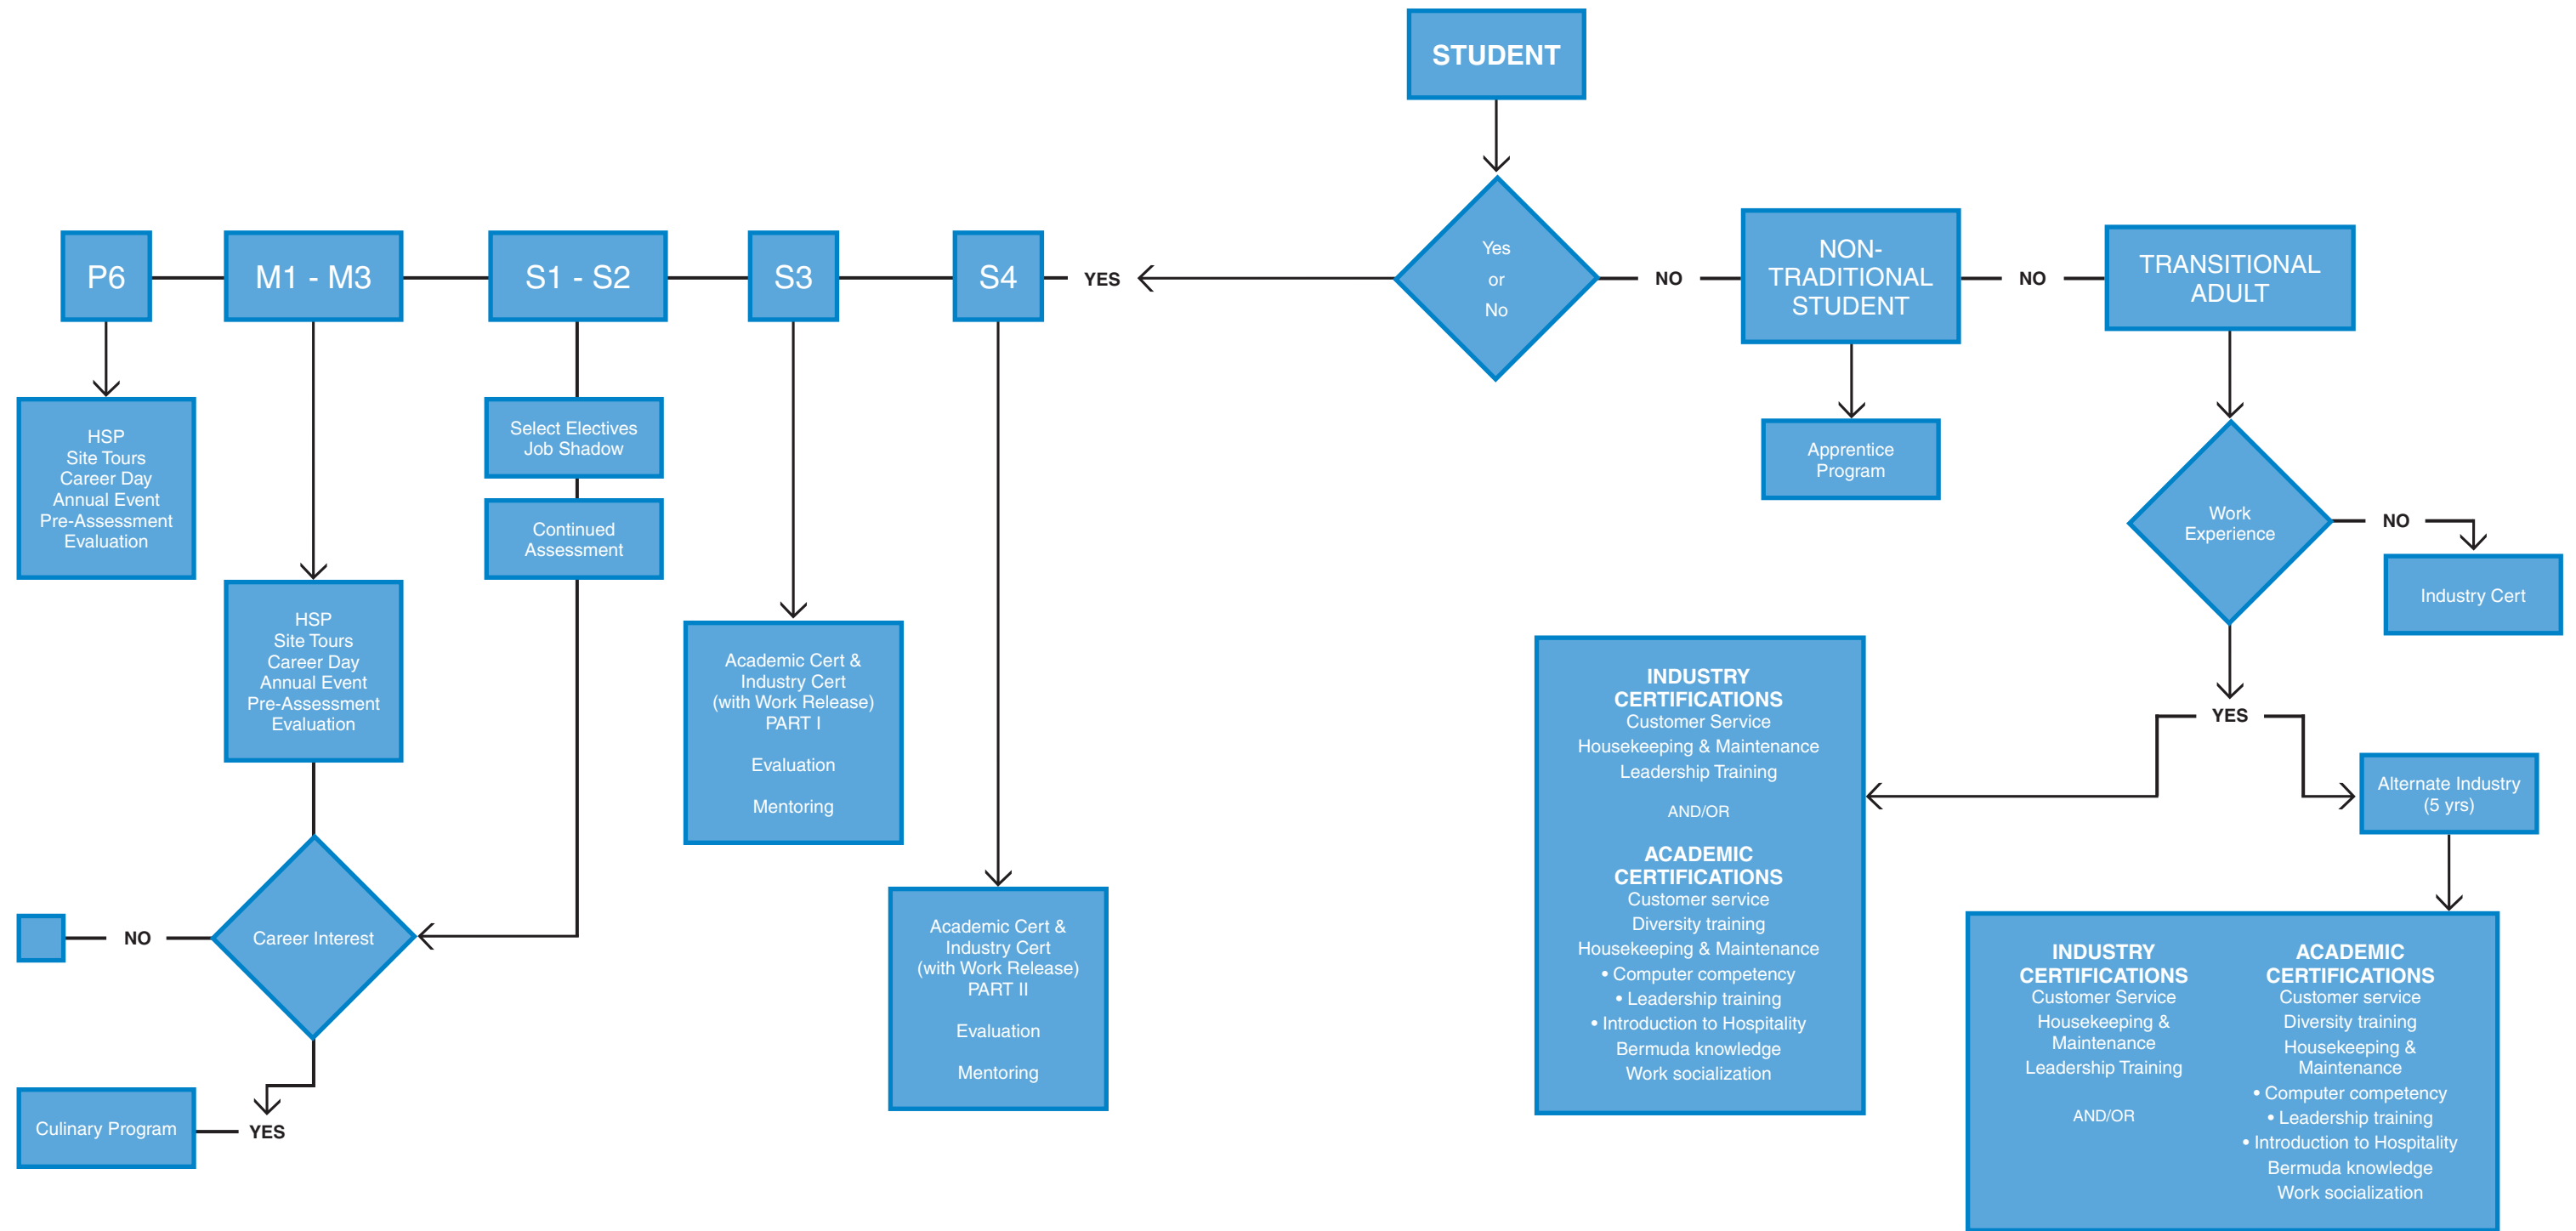 STUDENT
Yes
or
No
YES
NO
NON-
TRADITIONAL
STUDENT
NO
TRANSITIONAL
ADULT
P6
M1 - M3
S1 - S2
S3
S4
HSP
Site Tours
Career Day
Annual Event
Pre-Assessment
Evaluation
HSP
Site Tours
Career Day
Annual Event
Pre-Assessment
Evaluation
Select Electives
Job Shadow
Continued
Assessment
Career Interest
NO
YES
Culinary Program
Academic Cert &
Industry Cert
(with Work Release)
PART I
Evaluation
Mentoring
Academic Cert &
Industry Cert
(with Work Release)
PART II
Evaluation
Mentoring
Apprentice
Program
Work
Experience
NO
Industry Cert
YES
INDUSTRY
CERTIFICATIONS
Customer Service
Housekeeping & Maintenance
Leadership Training
AND/OR
ACADEMIC
CERTIFICATIONS
Customer service
Diversity training
Housekeeping & Maintenance
• Computer competency
• Leadership training
• Introduction to Hospitality
Bermuda knowledge
Work socialization
Alternate Industry
(5 yrs)
INDUSTRY
CERTIFICATIONS
Customer Service
Housekeeping &
Maintenance
Leadership Training
AND/OR
ACADEMIC
CERTIFICATIONS
Customer service
Diversity training
Housekeeping &
Maintenance
• Computer competency
• Leadership training
• Introduction to Hospitality
Bermuda knowledge
Work socialization